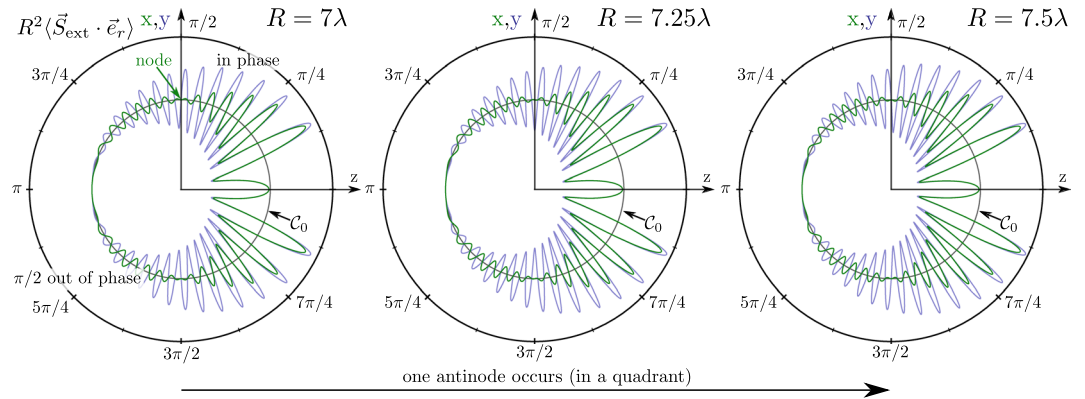 R²⟨S⃗ext · e⃗r⟩ x,y π/2 R = 7λ
node in phase
3π/4 π/4
π z
C0
π/2 out of phase
5π/4 7π/4
3π/2
x,y π/2 R = 7.25λ
3π/4 π/4
π z
C0
5π/4 7π/4
3π/2
x,y π/2 R = 7.5λ
3π/4 π/4
π z
C0
5π/4 7π/4
3π/2
one antinode occurs (in a quadrant)